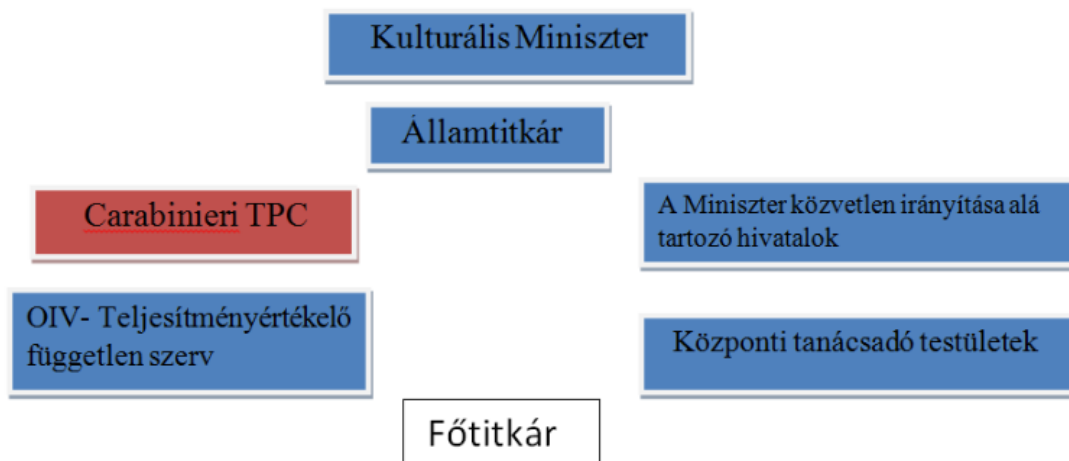 Kulturális Miniszter
Államtitkár
Carabinieri TPC
A Miniszter közvetlen irányítása alá
tartozó hivatalok
OIV- Teljesítményértékelő
független szerv
Központi tanácsadó testületek
Főtitkár